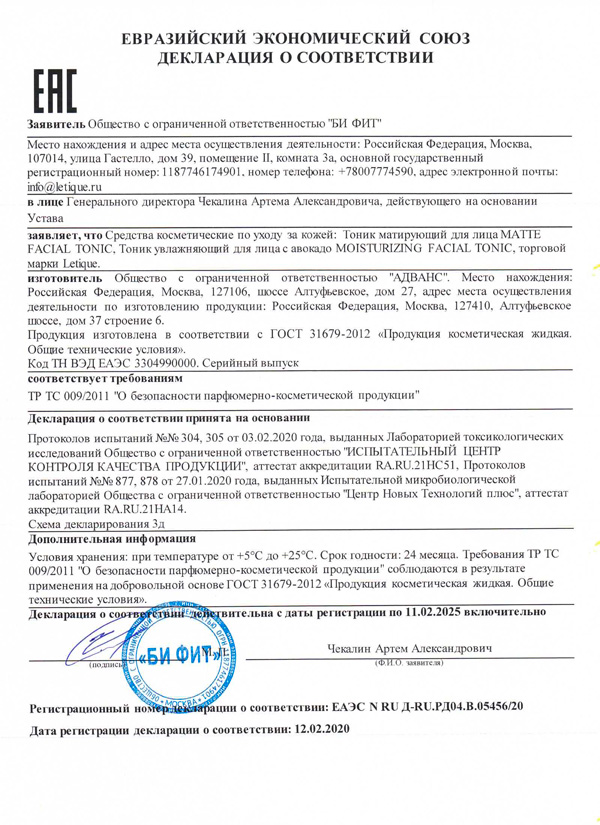 ЕВРАЗИЙСКИЙ ЭКОНОМИЧЕСКИЙ СОЮЗ
ДЕКЛАРАЦИЯ О СООТВЕТСТВИИ
ЕАС
Заявитель Общество с ограниченной ответственностью "БИ ФИТ"
Место нахождения и адрес места осуществления деятельности: Российская Федерация, Москва,
107014, улица Гастелло, дом 39, помещение II, комната 3а, основной государственный
регистрационный номер: 1187746174901, номер телефона: +78007774590, адрес электронной почты:
info@letique.ru
в лице Генерального директора Чекалина Артема Александровича, действующего на основании
Устава
заявляет, что Средства косметические по уходу за кожей: Тоник матирующий для лица MATTE
FACIAL TONIC, Тоник увлажняющий для лица с авокадо MOISTURIZING FACIAL TONIC, торговой
марки Letique.
изготовитель Общество с ограниченной ответственностью "АДВАНС". Место нахождения:
Российская Федерация, Москва, 127106, шоссе Алтуфьевское, дом 27, адрес места осуществления
деятельности по изготовлению продукции: Российская Федерация, Москва, 127410, Алтуфьевское
шоссе, дом 37 строение 6.
Продукция изготовлена в соответствии с ГОСТ 31679-2012 «Продукция косметическая жидкая.
Общие технические условия».
Код ТН ВЭД ЕАЭС 3304990000. Серийный выпуск
соответствует требованиям
ТР ТС 009/2011 "О безопасности парфюмерно-косметической продукции"
Декларация о соответствии принята на основании
Протоколов испытаний №№ 304, 305 от 03.02.2020 года, выданных Лабораторией токсикологических
исследований Общество с ограниченной ответственностью "ИСПЫТАТЕЛЬНЫЙ ЦЕНТР
КОНТРОЛЯ КАЧЕСТВА ПРОДУКЦИИ", аттестат аккредитации RA.RU.21НС51, Протоколов
испытаний №№ 877, 878 от 27.01.2020 года, выданных Испытательной микробиологической
лабораторией Общества с ограниченной ответственностью "Центр Новых Технологий плюс", аттестат
аккредитации RA.RU.21НА14.
Схема декларирования 3д
Дополнительная информация
Условия хранения: при температуре от +5°С до +25°С. Срок годности: 24 месяца. Требования ТР ТС
009/2011 "О безопасности парфюмерно-косметической продукции" соблюдаются в результате
применения на добровольной основе ГОСТ 31679-2012 «Продукция косметическая жидкая. Общие
технические условия».
Декларация о соответствии действительна с даты регистрации по 11.02.2025 включительно
М.П.
Чекалин Артем Александрович
(подпись)
(Ф.И.О. заявителя)
«БИ ФИТ»
ОБЩЕСТВО С ОГРАНИЧЕННОЙ ОТВЕТСТВЕННОСТЬЮ ОГРН 1187746174901
МОСКВА
Регистрационный номер декларации о соответствии: ЕАЭС N RU Д-RU.РД04.В.05456/20
Дата регистрации декларации о соответствии: 12.02.2020